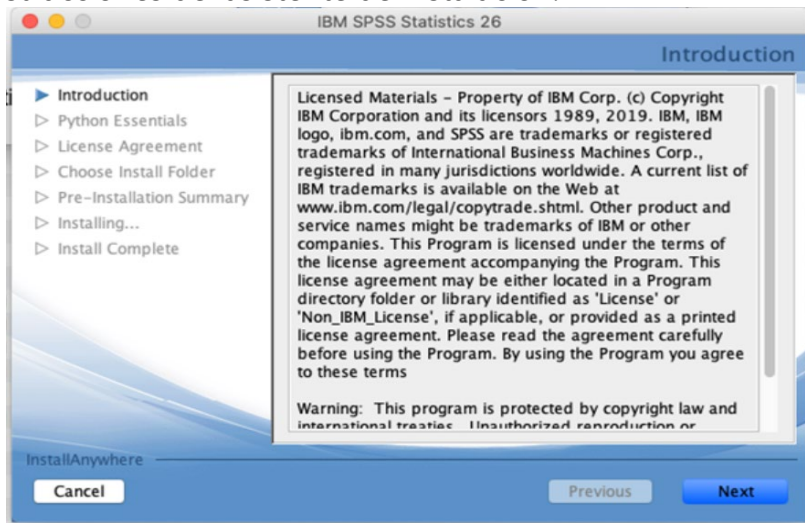 IBM SPSS Statistics 26
Introduction
Introduction
Python Essentials
License Agreement
Choose Install Folder
Pre-Installation Summary
Installing...
Install Complete
Licensed Materials – Property of IBM Corp. (c) Copyright
IBM Corporation and its licensors 1989, 2019. IBM, IBM
logo, ibm.com, and SPSS are trademarks or registered
trademarks of International Business Machines Corp.,
registered in many jurisdictions worldwide. A current list of
IBM trademarks is available on the Web at
www.ibm.com/legal/copytrade.shtml. Other product and
service names might be trademarks of IBM or other
companies. This Program is licensed under the terms of
the license agreement accompanying the Program. This
license agreement may be either located in a Program
directory folder or library identified as 'License' or
'Non_IBM_License', if applicable, or provided as a printed
license agreement. Please read the agreement carefully
before using the Program. By using the Program you agree
to these terms
Warning: This program is protected by copyright law and
international treaties. Unauthorized reproduction or
InstallAnywhere
Cancel
Previous
Next